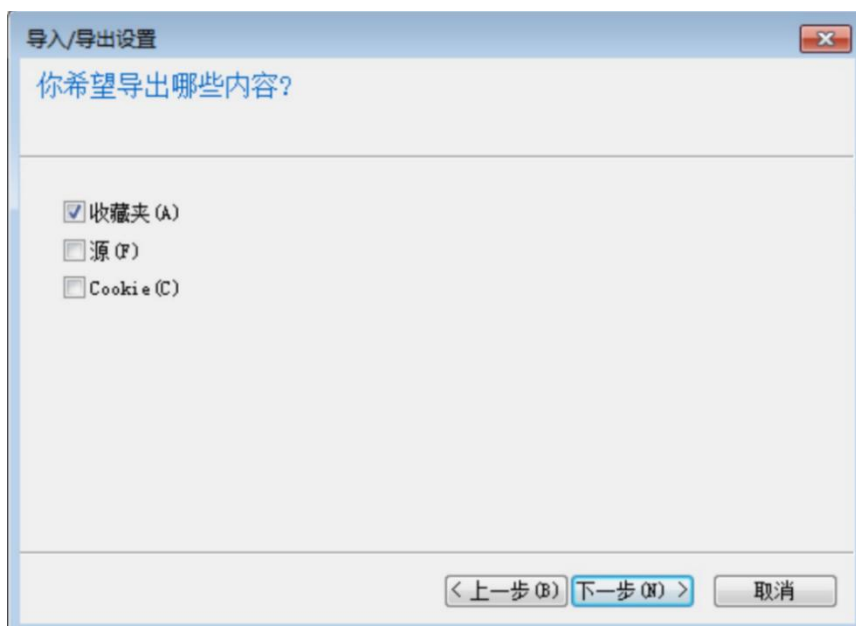 导入/导出设置
你希望导出哪些内容?
收藏夹(A)
源(F)
Cookie(C)
< 上一步(B) 下一步(N) > 取消